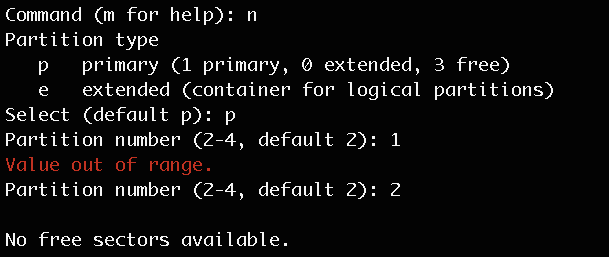 Command (m for help): n
Partition type
   p   primary (1 primary, 0 extended, 3 free)
   e   extended (container for logical partitions)
Select (default p): p
Partition number (2-4, default 2): 1
Value out of range.
Partition number (2-4, default 2): 2

No free sectors available.